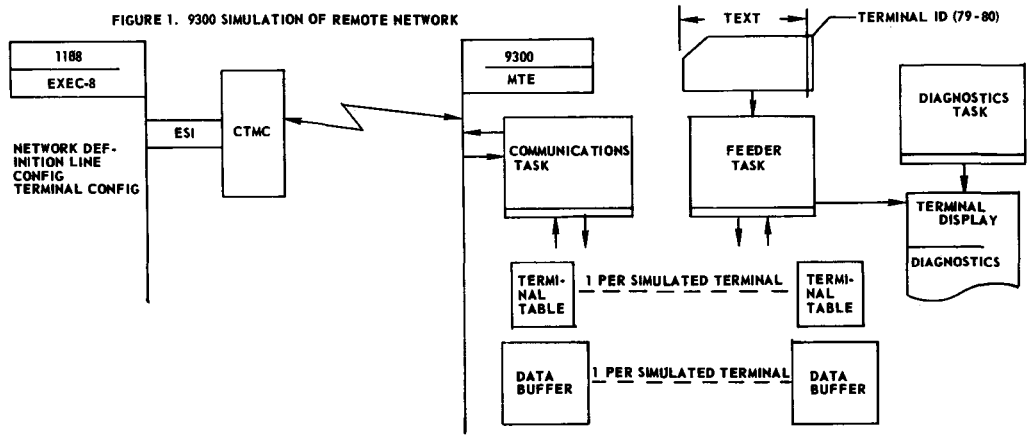 FIGURE 1. 9300 SIMULATION OF REMOTE NETWORK
TEXT
TERMINAL ID (79-80)
1108
EXEC-8
9300
MTE
ESI
CTMC
NETWORK DEF-
INITION LINE
CONFIG
TERMINAL CONFIG
COMMUNICATIONS
TASK
FEEDER
TASK
DIAGNOSTICS
TASK
TERMINAL
DISPLAY
DIAGNOSTICS
TERMI-
NAL
TABLE
1 PER SIMULATED TERMINAL
TERMI-
NAL
TABLE
DATA
BUFFER
1 PER SIMULATED TERMINAL
DATA
BUFFER